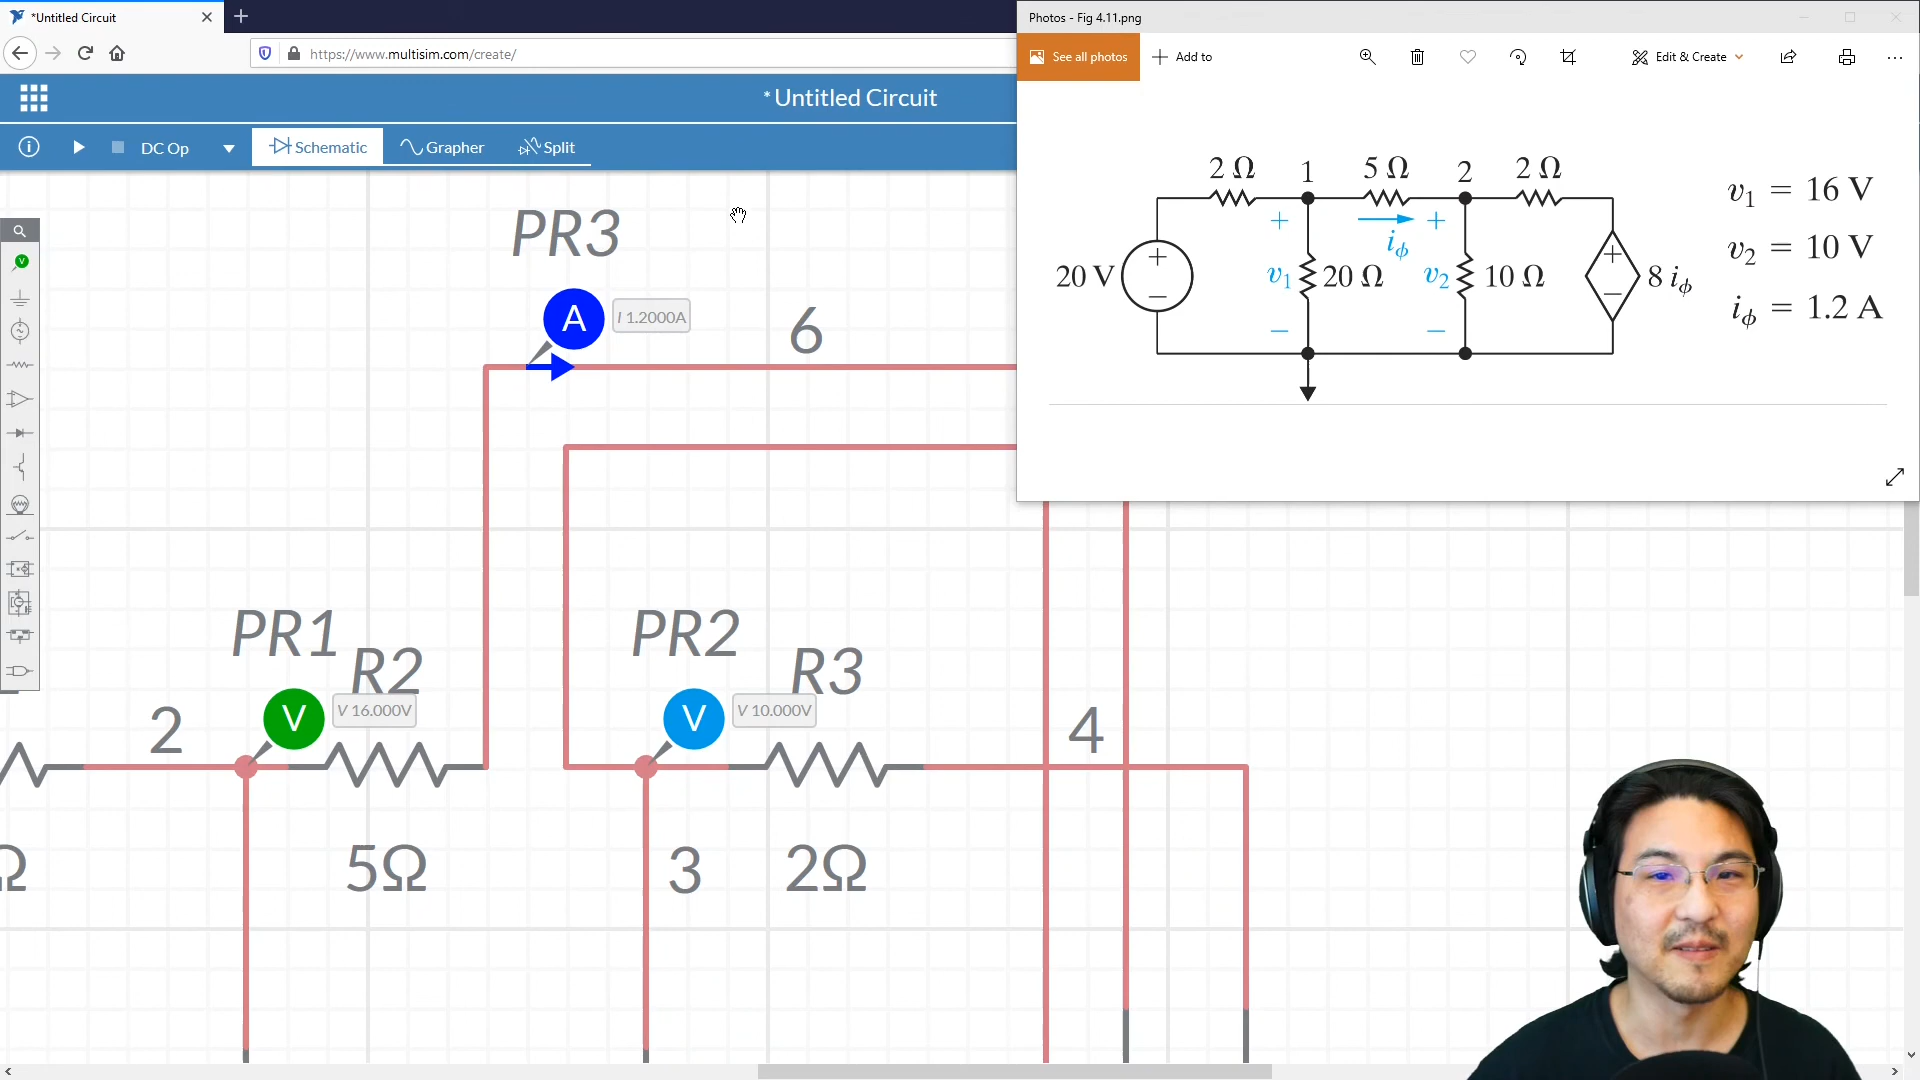 *Untitled Circuit
https://www.multisim.com/create/
*Untitled Circuit
DC Op
Schematic
Grapher
Split
PR3
A
I 1.2000A
6
PR1
R2
V
V 16.000V
2
5Ω
Ω
PR2
R3
V
V 10.000V
3
2Ω
4
Photos - Fig 4.11.png
See all photos
Add to
Edit & Create
2 Ω
1
5 Ω
2
2 Ω
+
iϕ
+
20 V
+
−
v₁
20 Ω
v₂
10 Ω
+
−
8 iϕ
−
−
v₁ = 16 V
v₂ = 10 V
iϕ = 1.2 A